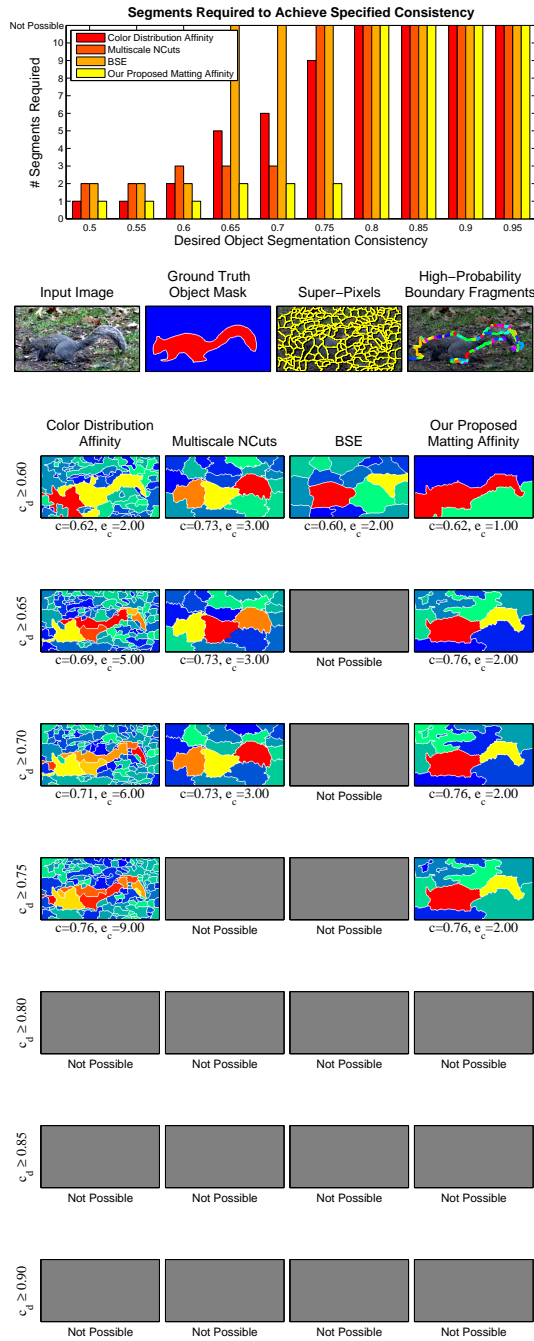 Segments Required to Achieve Specified Consistency
Not Possible
10
9
8
7
6
5
4
3
2
1
0
# Segments Required
Color Distribution Affinity
Multiscale NCuts
BSE
Our Proposed Matting Affinity
0.5 0.55 0.6 0.65 0.7 0.75 0.8 0.85 0.9 0.95
Desired Object Segmentation Consistency
Input Image
Ground Truth
Object Mask
Super-Pixels
High-Probability
Boundary Fragments
Color Distribution
Affinity
Multiscale NCuts
BSE
Our Proposed
Matting Affinity
c_d ≥ 0.60
c=0.62, e_c=2.00 c=0.73, e_c=3.00 c=0.60, e_c=2.00 c=0.62, e_c=1.00
c_d ≥ 0.65
c=0.69, e_c=5.00 c=0.73, e_c=3.00 Not Possible c=0.76, e_c=2.00
c_d ≥ 0.70
c=0.71, e_c=6.00 c=0.73, e_c=3.00 Not Possible c=0.76, e_c=2.00
c_d ≥ 0.75
c=0.76, e_c=9.00 Not Possible Not Possible c=0.76, e_c=2.00
c_d ≥ 0.80
Not Possible Not Possible Not Possible Not Possible
c_d ≥ 0.85
Not Possible Not Possible Not Possible Not Possible
c_d ≥ 0.90
Not Possible Not Possible Not Possible Not Possible